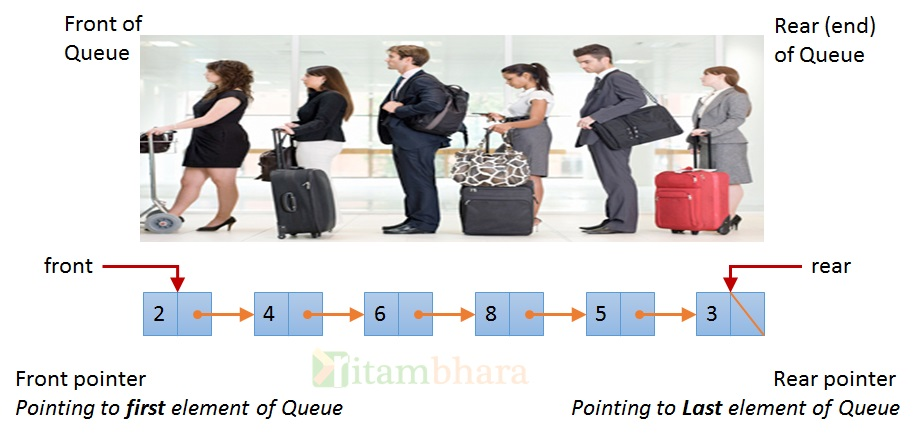 Front of
Queue
Rear (end)
of Queue
front
rear
2
4
6
8
5
3
ritambhara
Front pointer
Pointing to first element of Queue
Rear pointer
Pointing to Last element of Queue